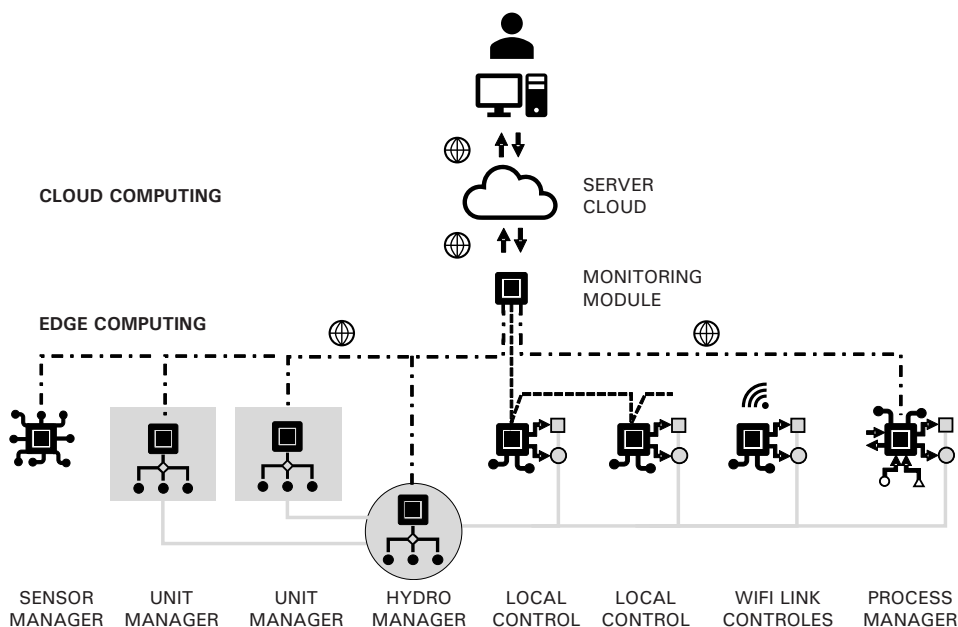 CLOUD COMPUTING
SERVER
CLOUD
MONITORING
MODULE
EDGE COMPUTING
SENSOR
MANAGER
UNIT
MANAGER
UNIT
MANAGER
HYDRO
MANAGER
LOCAL
CONTROL
LOCAL
CONTROL
WIFI LINK
CONTROLES
PROCESS
MANAGER